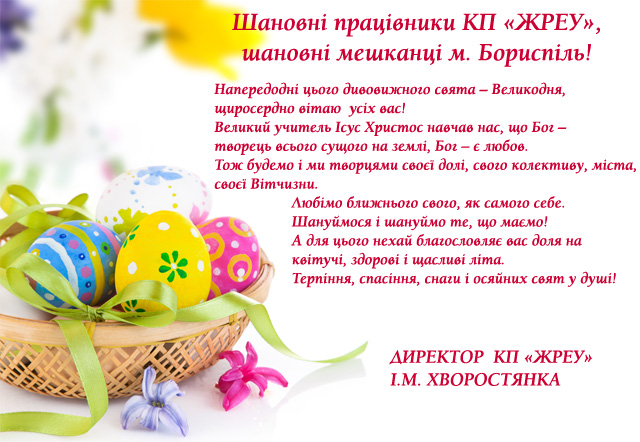 Шановні працівники КП «ЖРЕУ»,
шановні мешканці м. Бориспіль!
Напередодні цього дивовижного свята – Великодня,
щиросердно вітаю усіх вас!
Великий учитель Ісус Христос навчав нас, що Бог –
творець всього сущого на землі, Бог – є любов.
Тож будемо і ми творцями своєї долі, свого колективу, міста,
своєї Вітчизни.
Любімо ближнього свого, як самого себе.
Шануймося і шануймо те, що маємо!
А для цього нехай благословляє вас доля на
квітучі, здорові і щасливі літа.
Терпіння, спасіння, снаги і осяйних свят у душі!
ДИРЕКТОР КП «ЖРЕУ»
І.М. ХВОРОСТЯНКА